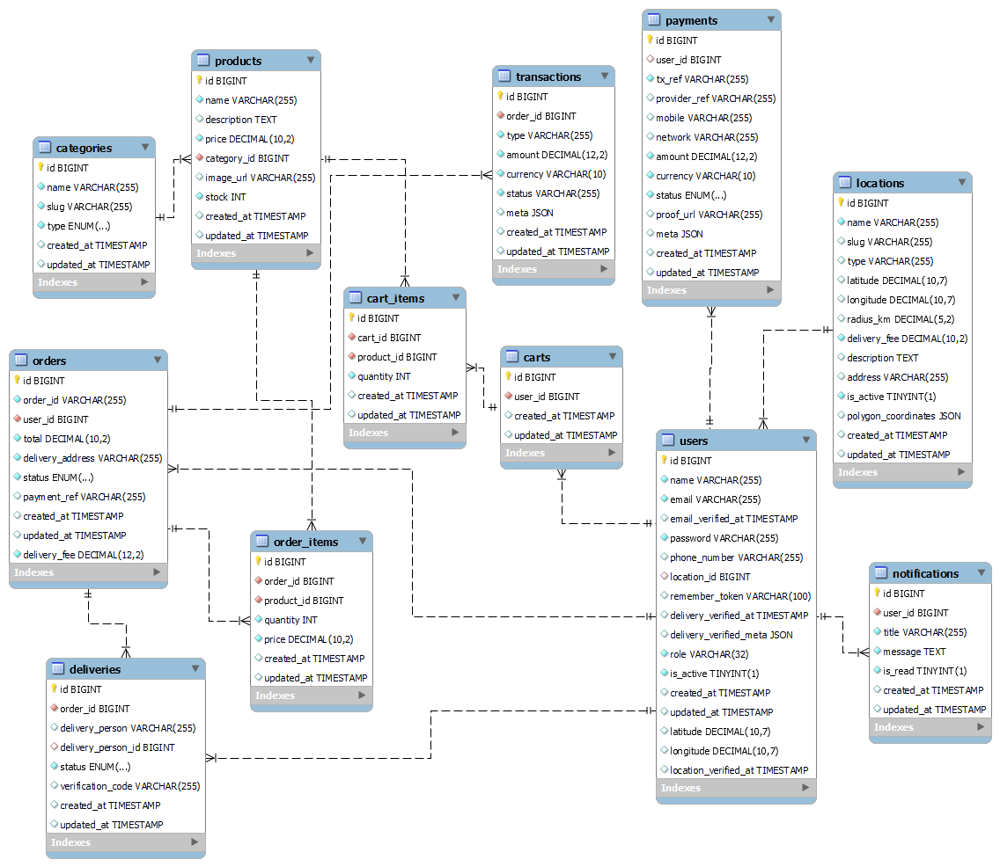 payments
id BIGINT
user_id BIGINT
tx_ref VARCHAR(255)
provider_ref VARCHAR(255)
mobile VARCHAR(255)
network VARCHAR(255)
amount DECIMAL(12,2)
currency VARCHAR(10)
status ENUM(...)
proof_url VARCHAR(255)
meta JSON
created_at TIMESTAMP
updated_at TIMESTAMP
Indexes
products
id BIGINT
name VARCHAR(255)
description TEXT
price DECIMAL(10,2)
category_id BIGINT
image_url VARCHAR(255)
stock INT
created_at TIMESTAMP
updated_at TIMESTAMP
Indexes
transactions
id BIGINT
order_id BIGINT
type VARCHAR(255)
amount DECIMAL(12,2)
currency VARCHAR(10)
status VARCHAR(255)
meta JSON
created_at TIMESTAMP
updated_at TIMESTAMP
Indexes
categories
id BIGINT
name VARCHAR(255)
slug VARCHAR(255)
type ENUM(...)
created_at TIMESTAMP
updated_at TIMESTAMP
Indexes
locations
id BIGINT
name VARCHAR(255)
slug VARCHAR(255)
type VARCHAR(255)
latitude DECIMAL(10,7)
longitude DECIMAL(10,7)
radius_km DECIMAL(5,2)
delivery_fee DECIMAL(10,2)
description TEXT
address VARCHAR(255)
is_active TINYINT(1)
polygon_coordinates JSON
created_at TIMESTAMP
updated_at TIMESTAMP
Indexes
cart_items
id BIGINT
cart_id BIGINT
product_id BIGINT
quantity INT
created_at TIMESTAMP
updated_at TIMESTAMP
Indexes
carts
id BIGINT
user_id BIGINT
created_at TIMESTAMP
updated_at TIMESTAMP
Indexes
orders
id BIGINT
order_id VARCHAR(255)
user_id BIGINT
total DECIMAL(10,2)
delivery_address VARCHAR(255)
status ENUM(...)
payment_ref VARCHAR(255)
created_at TIMESTAMP
updated_at TIMESTAMP
delivery_fee DECIMAL(12,2)
Indexes
users
id BIGINT
name VARCHAR(255)
email VARCHAR(255)
email_verified_at TIMESTAMP
password VARCHAR(255)
phone_number VARCHAR(255)
location_id BIGINT
remember_token VARCHAR(100)
delivery_verified_at TIMESTAMP
delivery_verified_meta JSON
role VARCHAR(32)
is_active TINYINT(1)
created_at TIMESTAMP
updated_at TIMESTAMP
latitude DECIMAL(10,7)
longitude DECIMAL(10,7)
location_verified_at TIMESTAMP
Indexes
order_items
id BIGINT
order_id BIGINT
product_id BIGINT
quantity INT
price DECIMAL(10,2)
created_at TIMESTAMP
updated_at TIMESTAMP
Indexes
notifications
id BIGINT
user_id BIGINT
title VARCHAR(255)
message TEXT
is_read TINYINT(1)
created_at TIMESTAMP
updated_at TIMESTAMP
Indexes
deliveries
id BIGINT
order_id BIGINT
delivery_person VARCHAR(255)
delivery_person_id BIGINT
status ENUM(...)
verification_code VARCHAR(255)
created_at TIMESTAMP
updated_at TIMESTAMP
Indexes